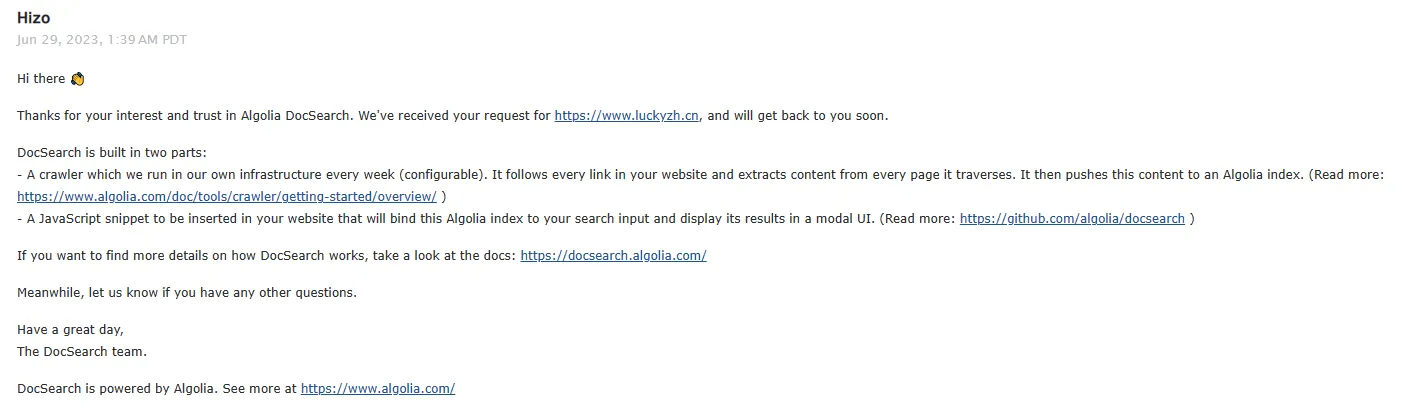 Hizo
Jun 29, 2023, 1:39 AM PDT
Hi there 👏
Thanks for your interest and trust in Algolia DocSearch. We've received your request for https://www.luckyzh.cn, and will get back to you soon.
DocSearch is built in two parts:
- A crawler which we run in our own infrastructure every week (configurable). It follows every link in your website and extracts content from every page it traverses. It then pushes this content to an Algolia index. (Read more:
https://www.algolia.com/doc/tools/crawler/getting-started/overview/ )
- A JavaScript snippet to be inserted in your website that will bind this Algolia index to your search input and display its results in a modal UI. (Read more: https://github.com/algolia/docsearch )
If you want to find more details on how DocSearch works, take a look at the docs: https://docsearch.algolia.com/
Meanwhile, let us know if you have any other questions.
Have a great day,
The DocSearch team.
DocSearch is powered by Algolia. See more at https://www.algolia.com/